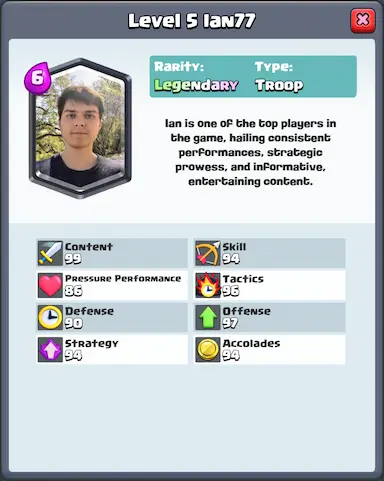 Level 5 Ian77
6
Rarity: Type:
Legendary Troop
Ian is one of the top players in
the game, hailing consistent
performances, strategic
prowess, and informative,
entertaining content.
Content Skill
99 94
Pressure Performance Tactics
86 96
Defense Offense
90 97
Strategy Accolades
94 94